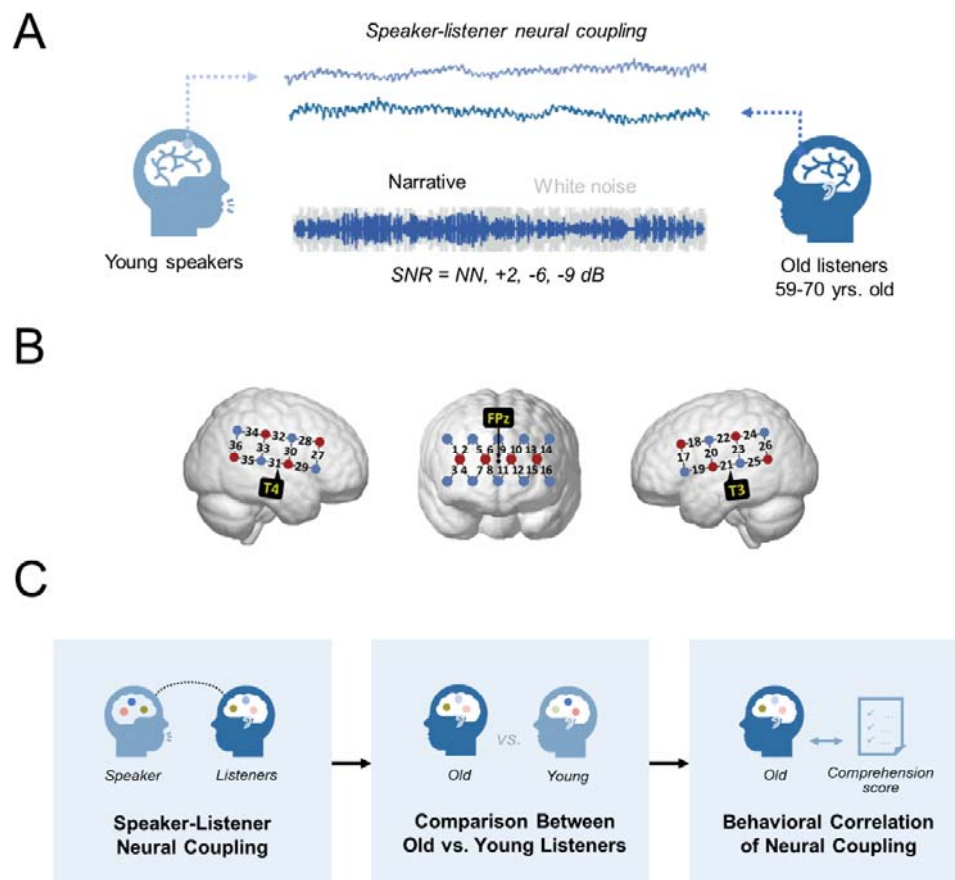 A
Speaker-listener neural coupling
Narrative
White noise
Young speakers
SNR = NN, +2, -6, -9 dB
Old listeners
59-70 yrs. old
B
34 32 28
36 33 30 27
35 31 29
T4
FPz
1 2 5 6 9 10 13 14
3 4 7 8 11 12 15 16
18 22 24
17 20 23 26
19 21 25
T3
C
Speaker
Listeners
Speaker-Listener
Neural Coupling
Old
vs.
Young
Comparison Between
Old vs. Young Listeners
Old
Comprehension
score
Behavioral Correlation
of Neural Coupling